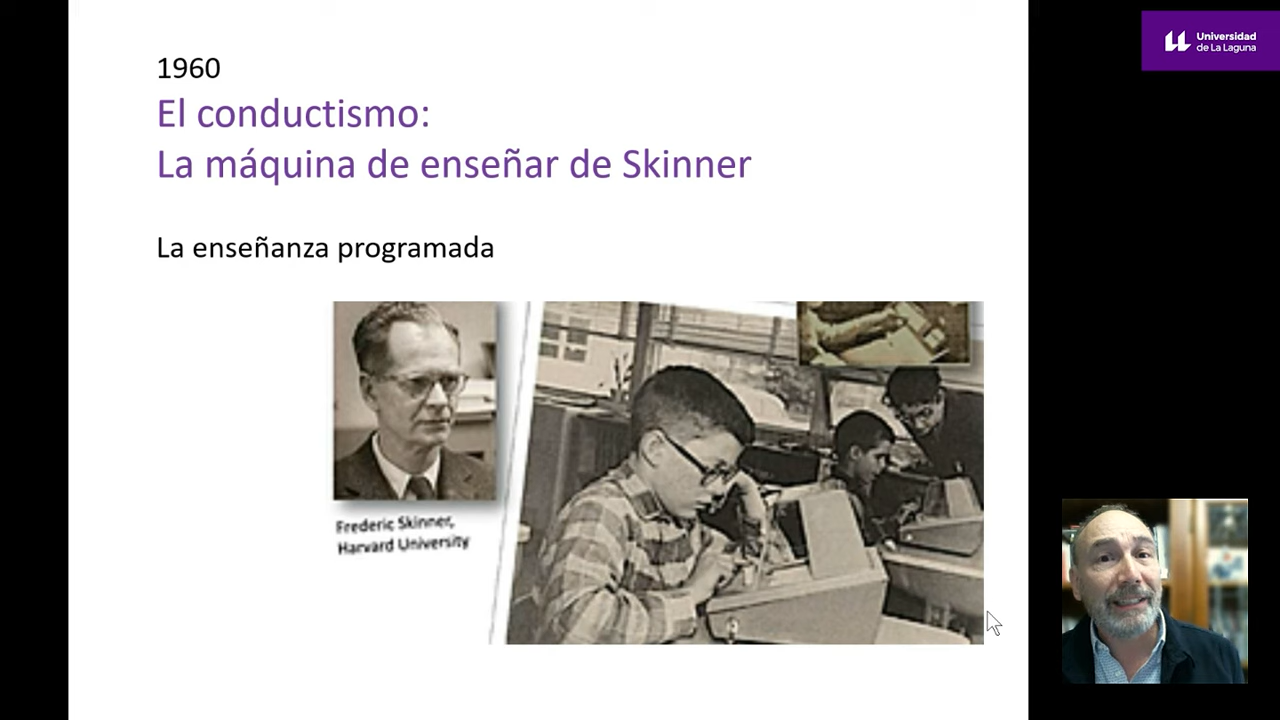 1960
El conductismo:
La máquina de enseñar de Skinner
La enseñanza programada
Frederic Skinner,
Harvard University
Universidad
de La Laguna